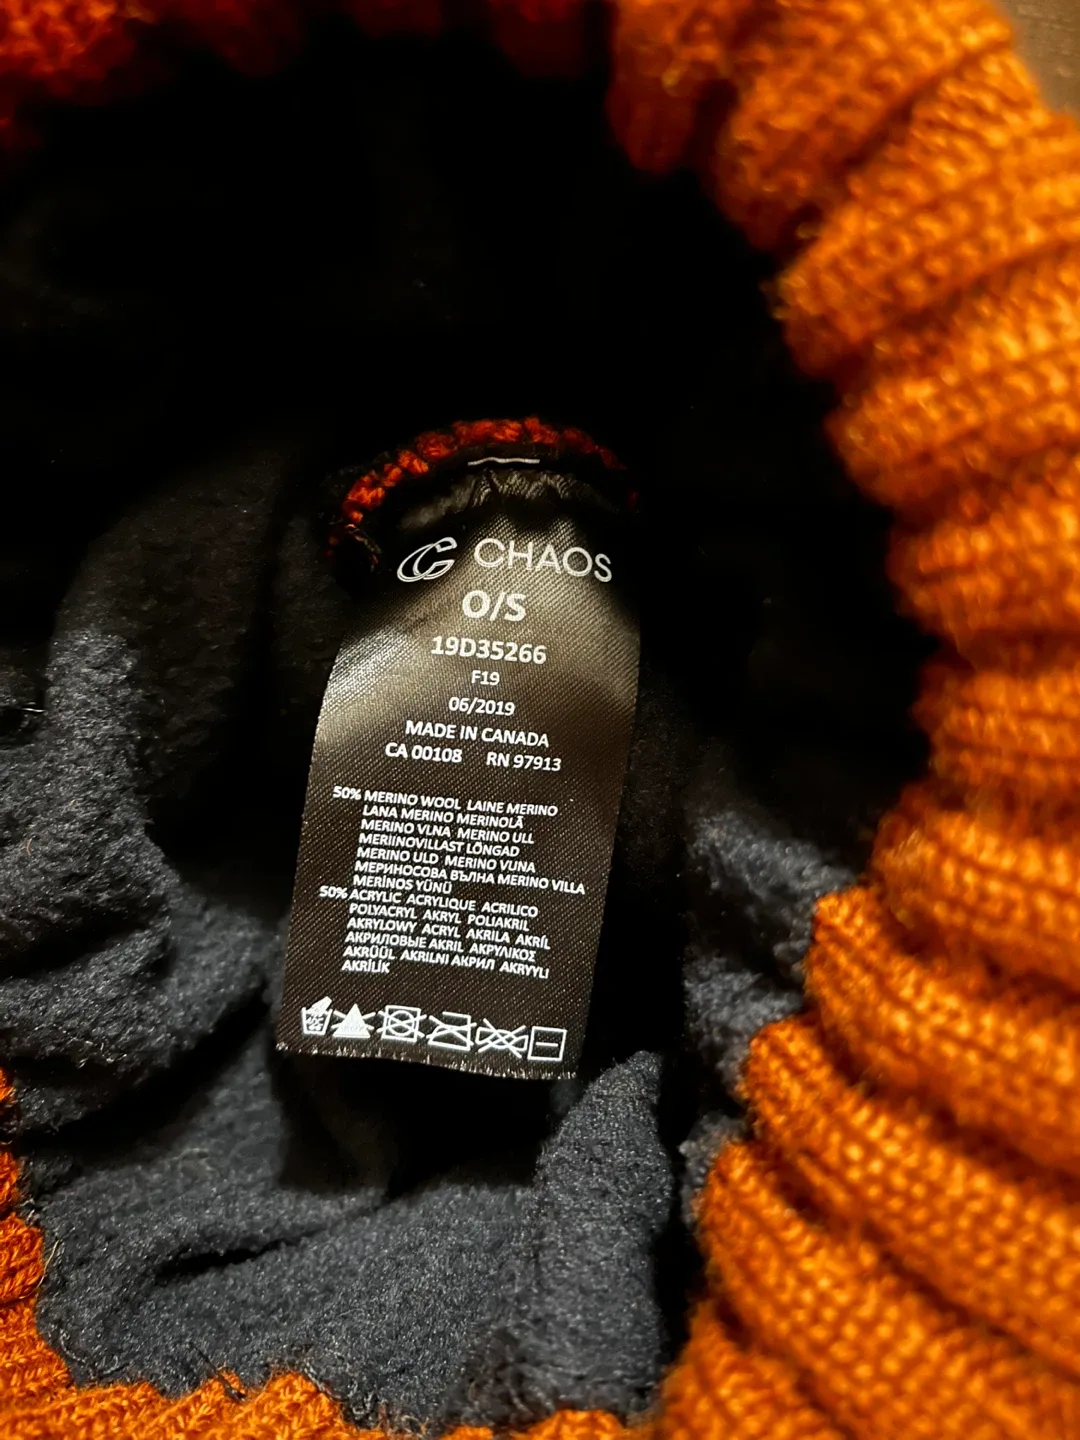 CHAOS
O/S
19D35266
F19
06/2019
MADE IN CANADA
CA 00108 RN 97913
50% MERINO WOOL LAINE MERINO
LANA MERINO MERINOLĀ
MERINO VLNA MERINO ULL
MERIINOVILLAST LÕNGAD
MERINO ULD MERINO VUNA
МЕРИНОСОВА ВЪЛНА MERINO VILLA
MERİNOS YÜNÜ
50% ACRYLIC ACRYLIQUE ACRILICO
POLYACRYL AKRYL POLIAKRIL
AKRYLOWY ACRYL AKRILA AKRÍL
АКРИЛОВЫЕ AKRIL ΑΚΡΥΛΙΚΟΣ
AKRÜÜL AKRILNI АКРИЛ AKRYYLI
AKRİLİK